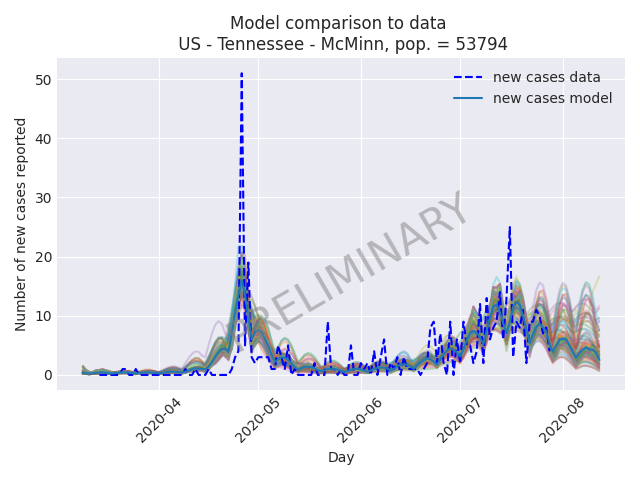 Model comparison to data
US - Tennessee - McMinn, pop. = 53794
new cases data
new cases model
50
40
30
20
10
0
Number of new cases reported
PRELIMINARY
2020-04
2020-05
2020-06
2020-07
2020-08
Day